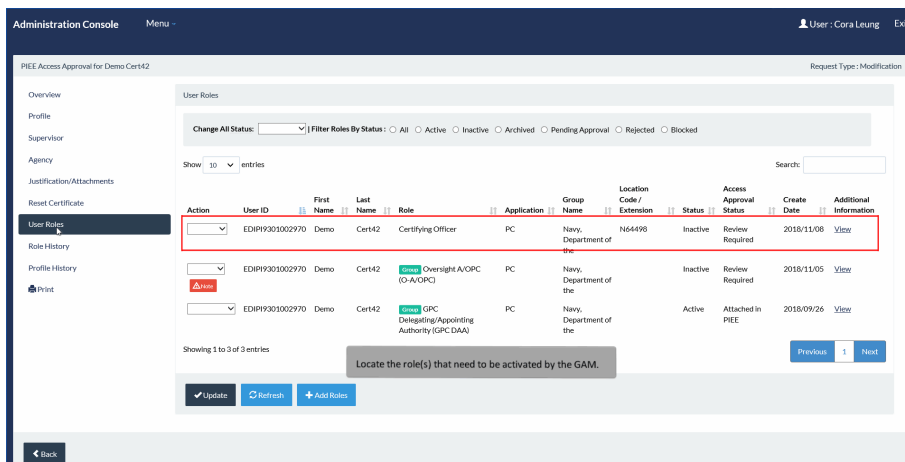 Administration Console Menu User : Cora Leung Exi
PIEE Access Approval for Demo Cert42 Request Type : Modification
Overview
Profile
Supervisor
Agency
Justification/Attachments
Reset Certificate
User Roles
Role History
Profile History
Print
User Roles
Change All Status: | Filter Roles By Status : All Active Inactive Archived Pending Approval Rejected Blocked
Show 10 entries Search:
Action User ID First Name Last Name Role Application Group Name Location Code / Extension Status Access Approval Status Create Date Additional Information
EDIPI9301002970 Demo Cert42 Certifying Officer PC Navy, Department of the N64498 Inactive Review Required 2018/11/08 View
Note EDIPI9301002970 Demo Cert42 Group Oversight A/OPC (O-A/OPC) PC Navy, Department of the Inactive Review Required 2018/11/05 View
EDIPI9301002970 Demo Cert42 Group GPC Delegating/Appointing Authority (GPC DAA) PC Navy, Department of the Active Attached in PIEE 2018/09/26 View
Showing 1 to 3 of 3 entries Previous 1 Next
Locate the role(s) that need to be activated by the GAM.
Update Refresh Add Roles
Back